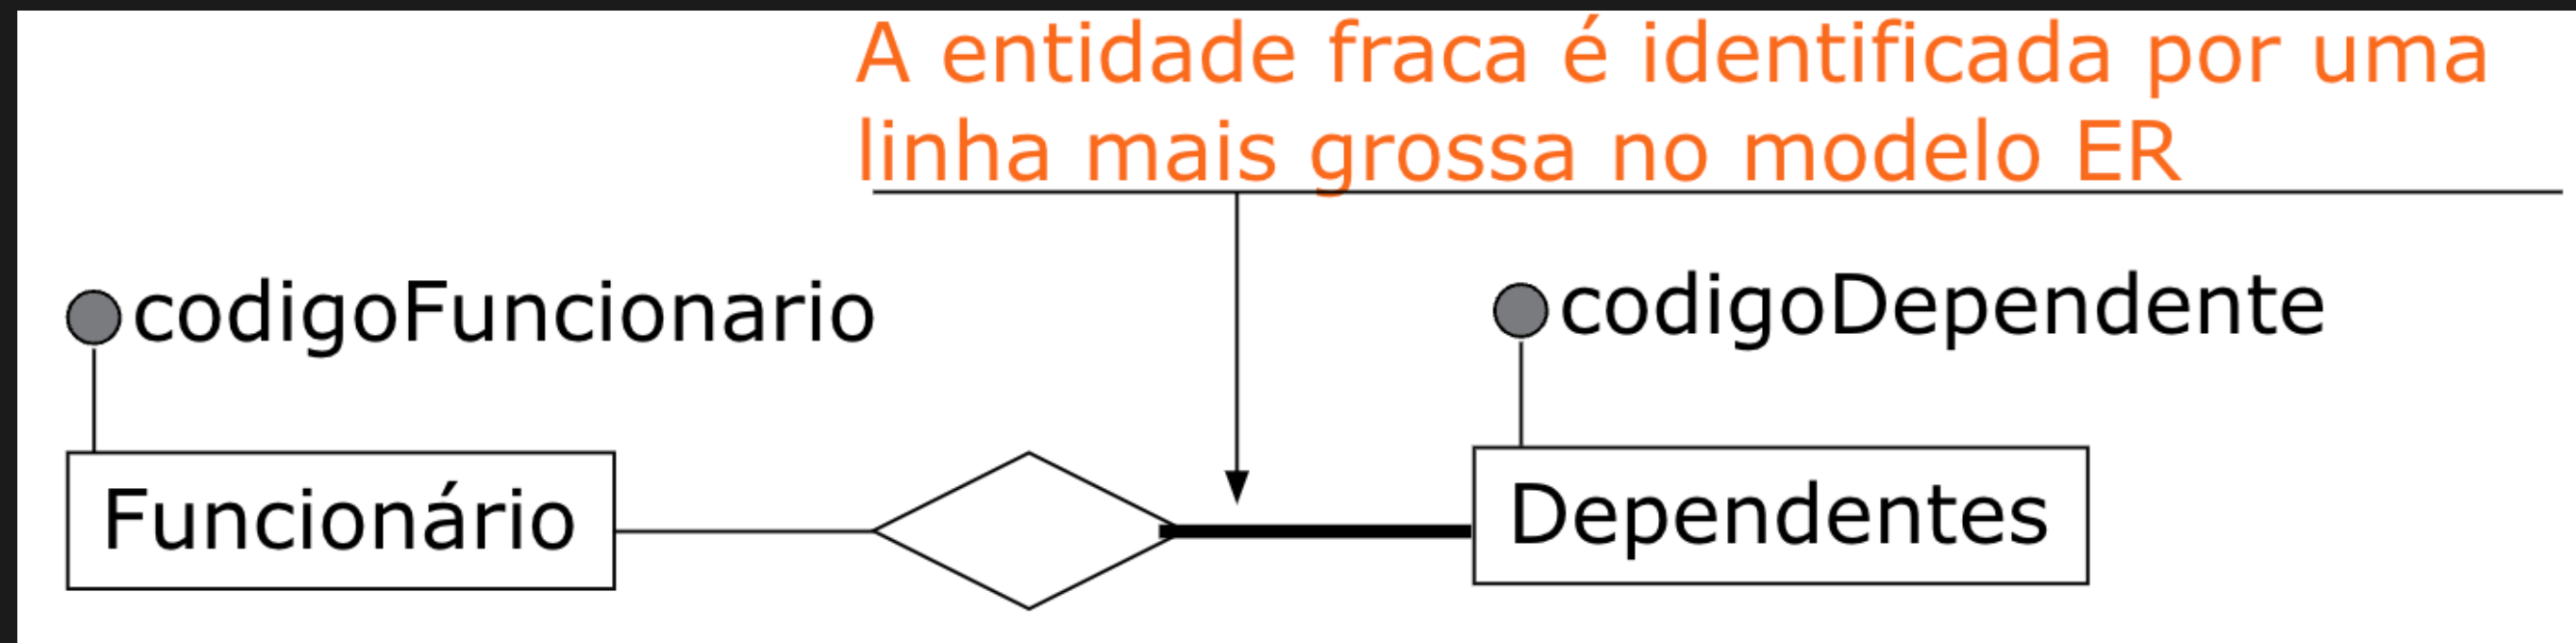 A entidade fraca é identificada por uma
linha mais grossa no modelo ER
codigoFuncionario
codigoDependente
Funcionário
Dependentes